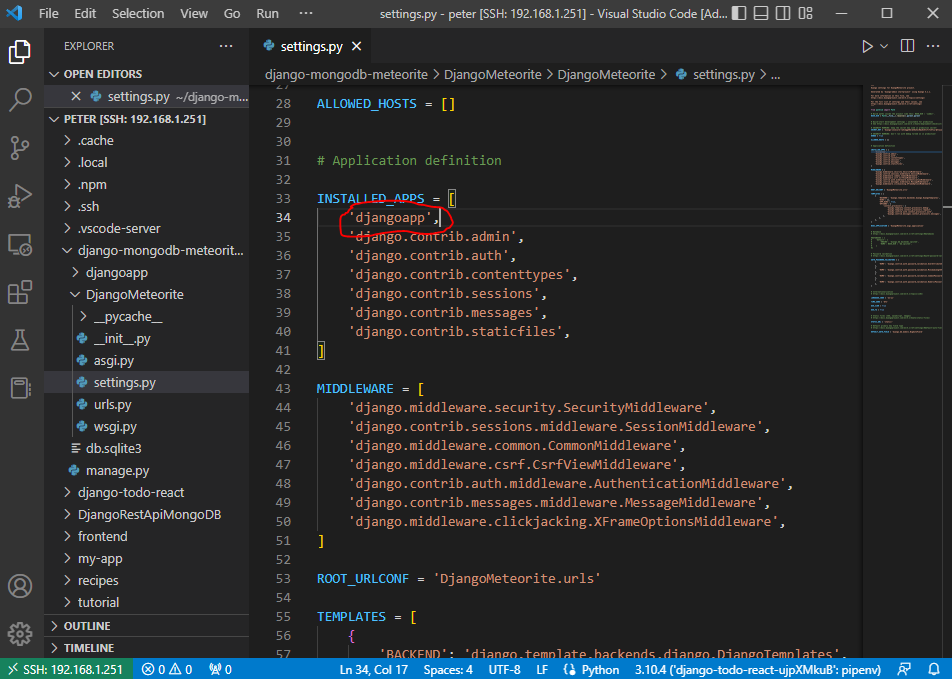 File Edit Selection View Go Run ··· settings.py - peter [SSH: 192.168.1.251] - Visual Studio Code [Ad...
EXPLORER ···
OPEN EDITORS
settings.py ~/django-m...
PETER [SSH: 192.168.1.251]
.cache
.local
.npm
.ssh
.vscode-server
django-mongodb-meteorit...
djangoapp
DjangoMeteorite
__pycache__
__init__.py
asgi.py
settings.py
urls.py
wsgi.py
db.sqlite3
manage.py
django-todo-react
DjangoRestApiMongoDB
frontend
my-app
recipes
tutorial
OUTLINE
TIMELINE
settings.py
django-mongodb-meteorite > DjangoMeteorite > DjangoMeteorite > settings.py > ...
27
28 ALLOWED_HOSTS = []
29
30
31 # Application definition
32
33 INSTALLED_APPS = [
34 'djangoapp',
35 'django.contrib.admin',
36 'django.contrib.auth',
37 'django.contrib.contenttypes',
38 'django.contrib.sessions',
39 'django.contrib.messages',
40 'django.contrib.staticfiles',
41 ]
42
43 MIDDLEWARE = [
44 'django.middleware.security.SecurityMiddleware',
45 'django.contrib.sessions.middleware.SessionMiddleware',
46 'django.middleware.common.CommonMiddleware',
47 'django.middleware.csrf.CsrfViewMiddleware',
48 'django.contrib.auth.middleware.AuthenticationMiddleware',
49 'django.contrib.messages.middleware.MessageMiddleware',
50 'django.middleware.clickjacking.XFrameOptionsMiddleware',
51 ]
52
53 ROOT_URLCONF = 'DjangoMeteorite.urls'
54
55 TEMPLATES = [
56 {
57 'BACKEND': 'django.template.backends.django.DjangoTemplates',
SSH: 192.168.1.251 0 0 0 Ln 34, Col 17 Spaces: 4 UTF-8 LF Python 3.10.4 ('django-todo-react-ujpXMkuB': pipenv)